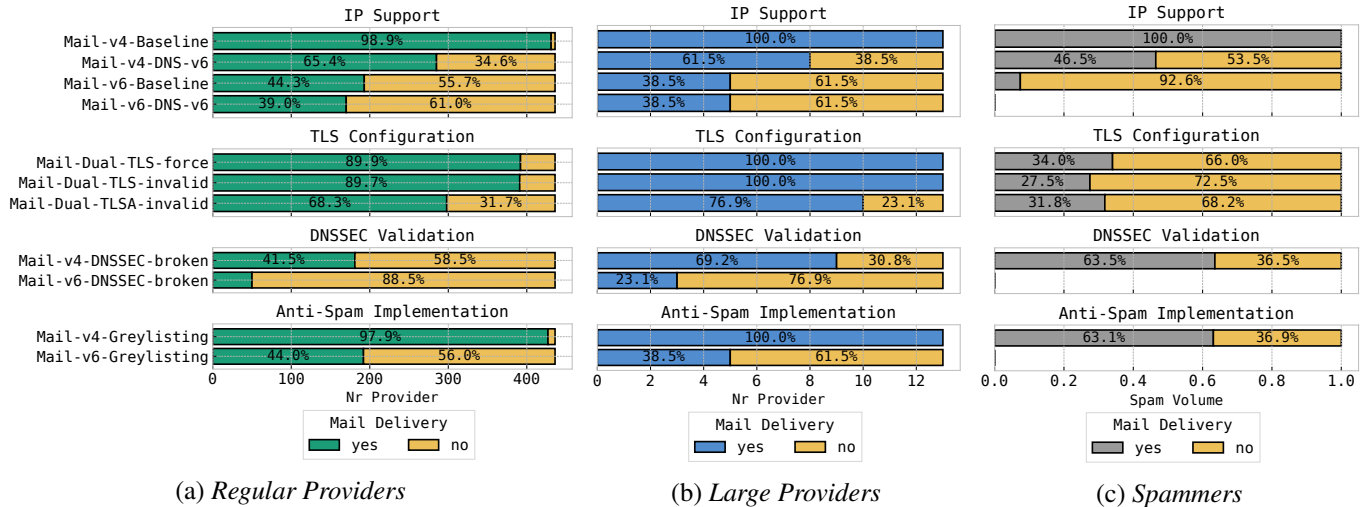 IP Support
Mail-v4-Baseline
98.9%
Mail-v4-DNS-v6
65.4% 34.6%
Mail-v6-Baseline
44.3% 55.7%
Mail-v6-DNS-v6
39.0% 61.0%
TLS Configuration
Mail-Dual-TLS-force
89.9%
Mail-Dual-TLS-invalid
89.7%
Mail-Dual-TLSA-invalid
68.3% 31.7%
DNSSEC Validation
Mail-v4-DNSSEC-broken
41.5% 58.5%
Mail-v6-DNSSEC-broken
88.5%
Anti-Spam Implementation
Mail-v4-Greylisting
97.9%
Mail-v6-Greylisting
44.0% 56.0%
0 100 200 300 400
Nr Provider
Mail Delivery
yes no
(a) Regular Providers
IP Support
100.0%
61.5% 38.5%
38.5% 61.5%
38.5% 61.5%
TLS Configuration
100.0%
100.0%
76.9% 23.1%
DNSSEC Validation
69.2% 30.8%
23.1% 76.9%
Anti-Spam Implementation
100.0%
38.5% 61.5%
0 2 4 6 8 10 12
Nr Provider
Mail Delivery
yes no
(b) Large Providers
IP Support
100.0%
46.5% 53.5%
92.6%
TLS Configuration
34.0% 66.0%
27.5% 72.5%
31.8% 68.2%
DNSSEC Validation
63.5% 36.5%
Anti-Spam Implementation
63.1% 36.9%
0.0 0.2 0.4 0.6 0.8 1.0
Spam Volume
Mail Delivery
yes no
(c) Spammers